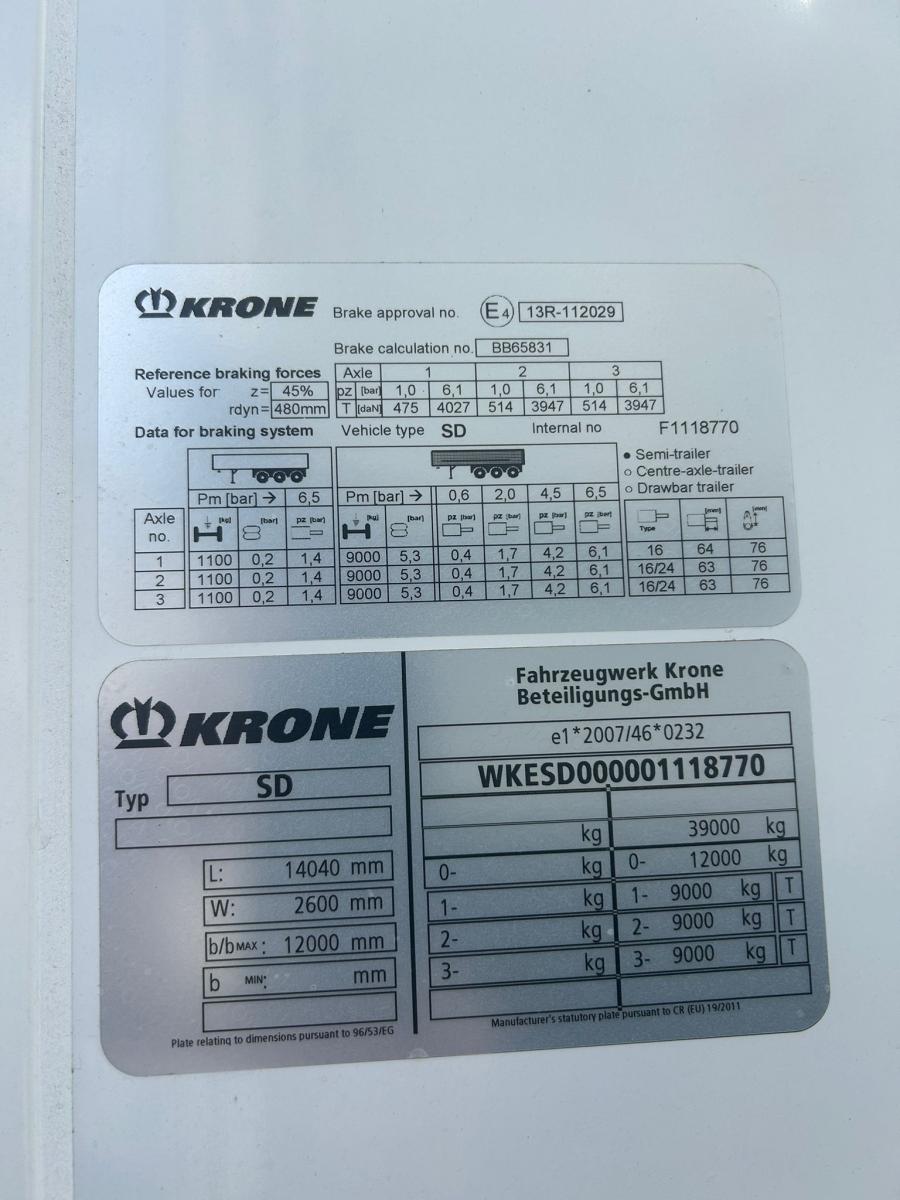 KRONE Brake approval no. E4 13R-112029
Brake calculation no. BB65831
Reference braking forces Axle 1 2 3
Values for z= 45% pz [bar] 1,0 6,1 1,0 6,1 1,0 6,1
rdyn= 480mm T [daN] 475 4027 514 3947 514 3947
Data for braking system Vehicle type SD Internal no F1118770
● Semi-trailer
○ Centre-axle-trailer
○ Drawbar trailer
Pm [bar] → 6,5 Pm [bar] → 0,6 2,0 4,5 6,5
Axle no. [kg] [bar] pz [bar] [kg] [bar] pz [bar] pz [bar] pz [bar] pz [bar] Type [mm] [mm]
1 1100 0,2 1,4 9000 5,3 0,4 1,7 4,2 6,1 16 64 76
2 1100 0,2 1,4 9000 5,3 0,4 1,7 4,2 6,1 16/24 63 76
3 1100 0,2 1,4 9000 5,3 0,4 1,7 4,2 6,1 16/24 63 76
KRONE
Typ SD
L: 14040 mm
W: 2600 mm
b/b MAX: 12000 mm
b MIN: mm
Plate relating to dimensions pursuant to 96/53/EG
Fahrzeugwerk Krone
Beteiligungs-GmbH
e1*2007/46*0232
WKESD000001118770
kg 39000 kg
0- kg 0- 12000 kg
1- kg 1- 9000 kg T
2- kg 2- 9000 kg T
3- kg 3- 9000 kg T
Manufacturer's statutory plate pursuant to CR (EU) 19/2011